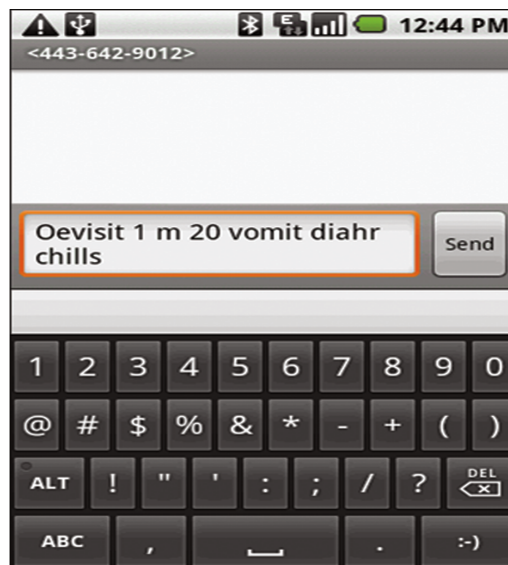 12:44 PM
<443-642-9012>
Oevisit 1 m 20 vomit diahr
chills
Send
1 2 3 4 5 6 7 8 9 0
@ # $ % & * - + ( )
ALT ! " ' : ; / ? DEL
ABC , . :-)